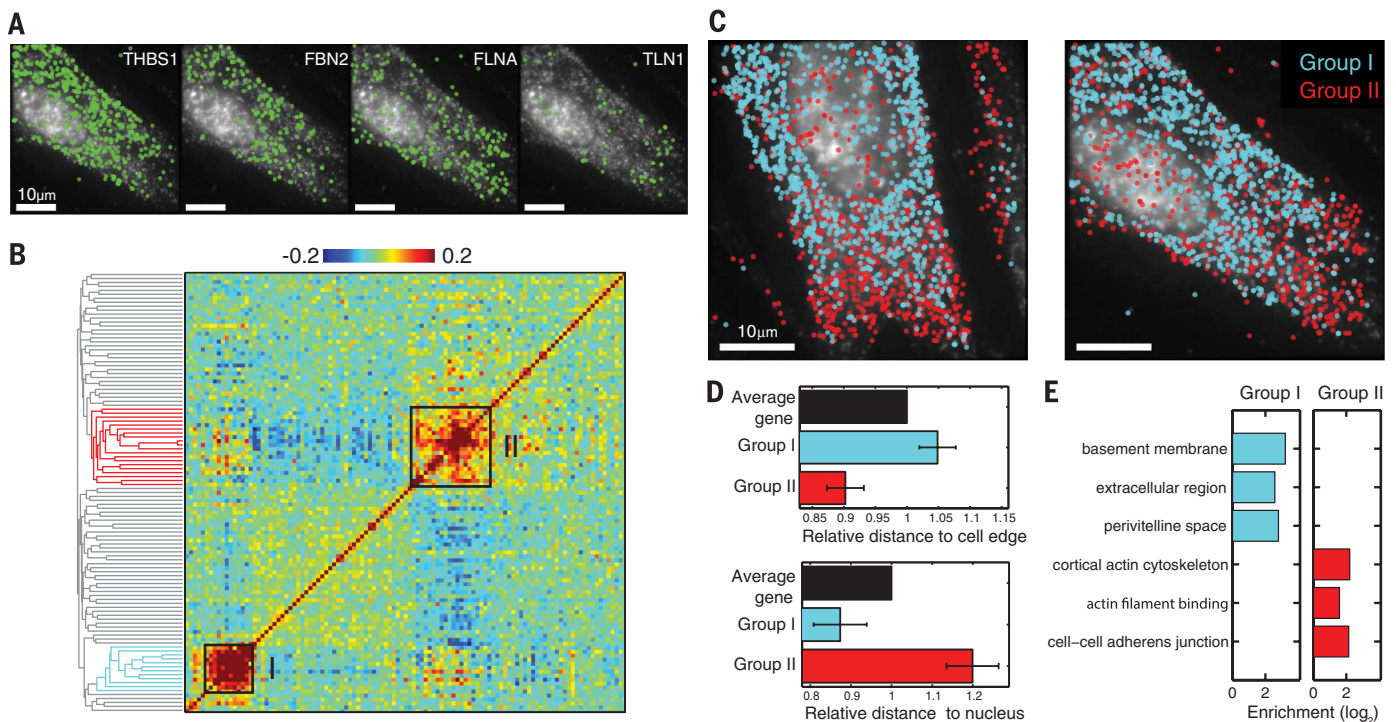 A
THBS1
FBN2
FLNA
TLN1
10μm
B
-0.2
0.2
II
I
C
Group I
Group II
10μm
D
Average
gene
Group I
Group II
0.85 0.9 0.95 1 1.05 1.1 1.15
Relative distance to cell edge
Average
gene
Group I
Group II
0.8 0.9 1 1.1 1.2
Relative distance to nucleus
E
Group I Group II
basement membrane
extracellular region
perivitelline space
cortical actin cytoskeleton
actin filament binding
cell–cell adherens junction
0 2 0 2
Enrichment (log₂)